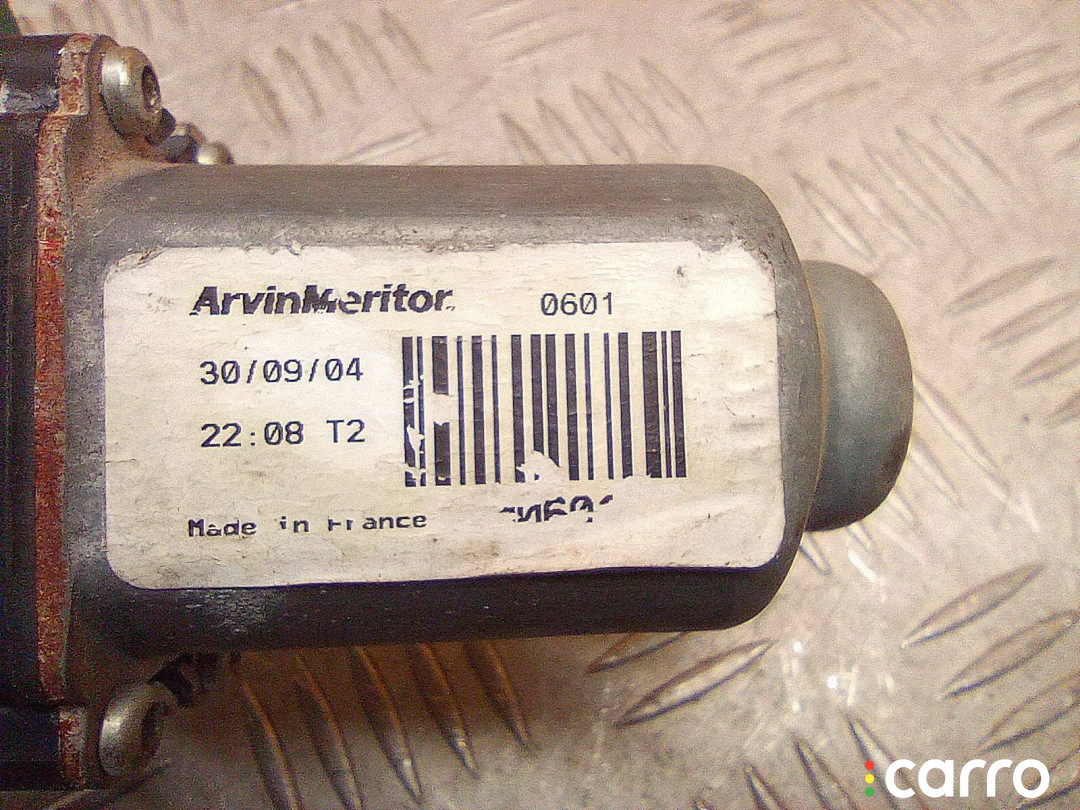 ArvinMeritor 0601
30/09/04
22:08 T2
Made in France
carro